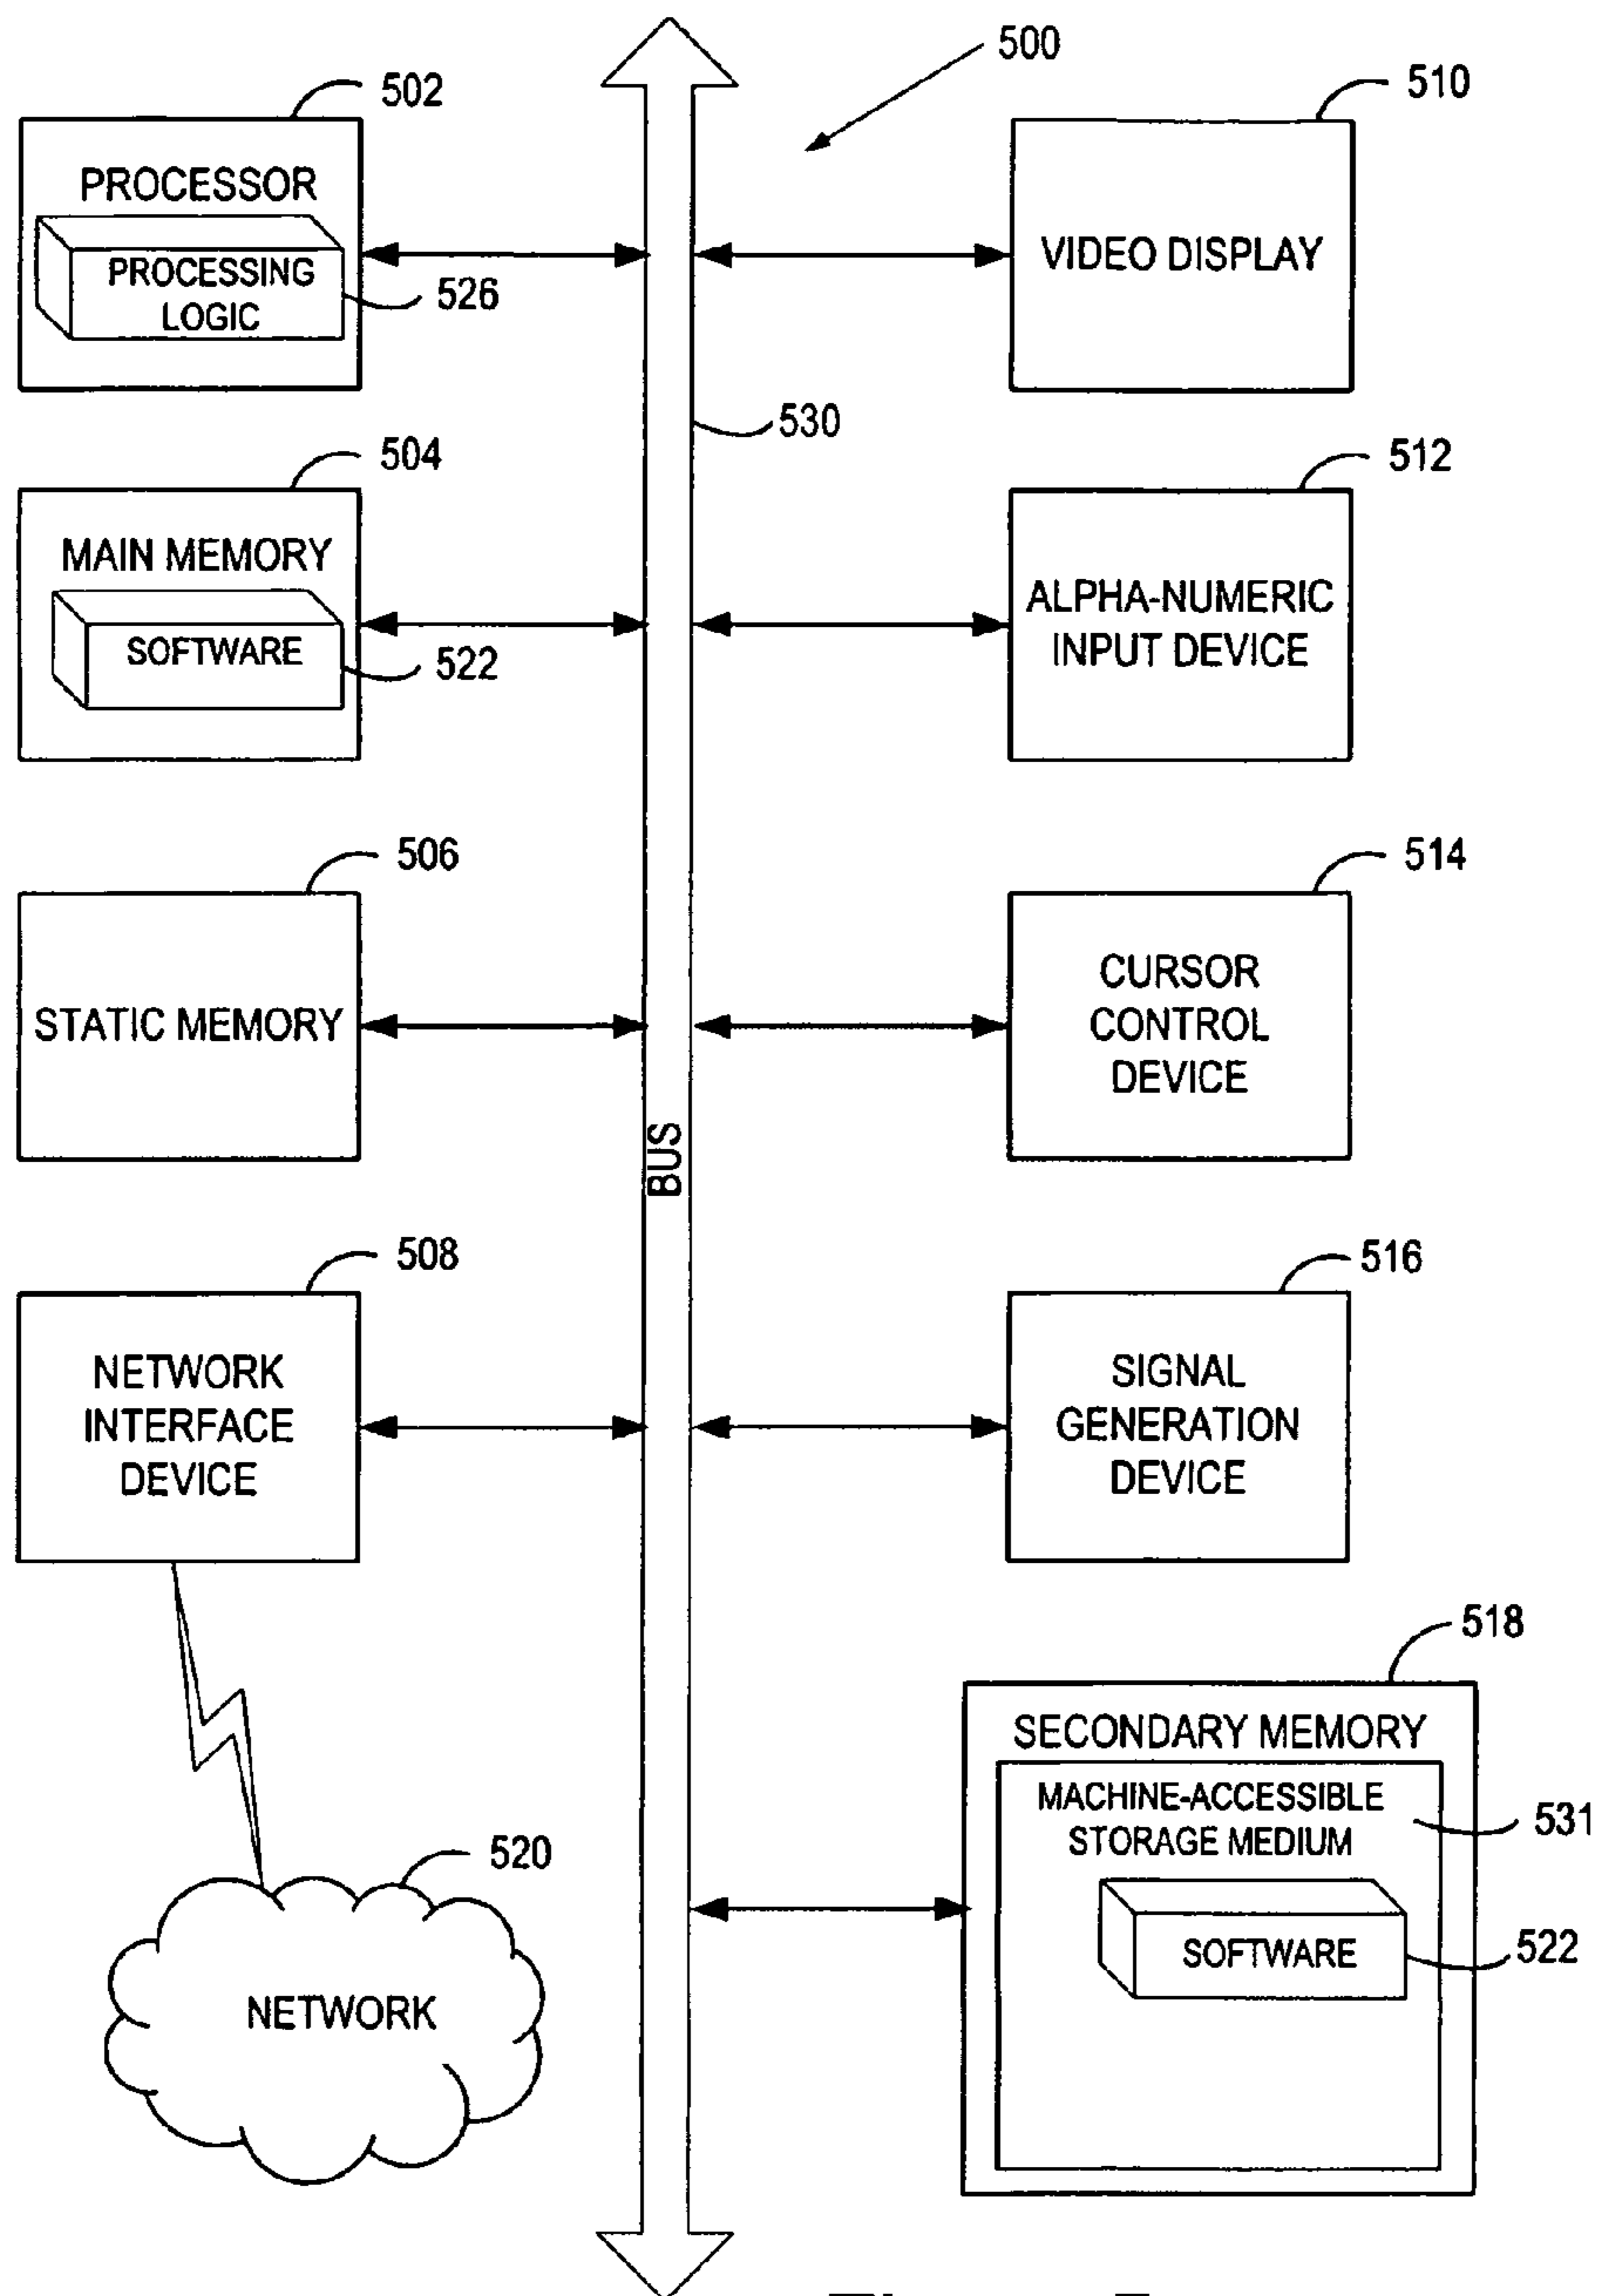 500
502
PROCESSOR
PROCESSING
LOGIC
526
510
VIDEO DISPLAY
530
504
MAIN MEMORY
SOFTWARE
522
512
ALPHA-NUMERIC
INPUT DEVICE
506
STATIC MEMORY
514
CURSOR
CONTROL
DEVICE
BUS
508
NETWORK
INTERFACE
DEVICE
516
SIGNAL
GENERATION
DEVICE
518
SECONDARY MEMORY
MACHINE-ACCESSIBLE
STORAGE MEDIUM
531
SOFTWARE
522
520
NETWORK